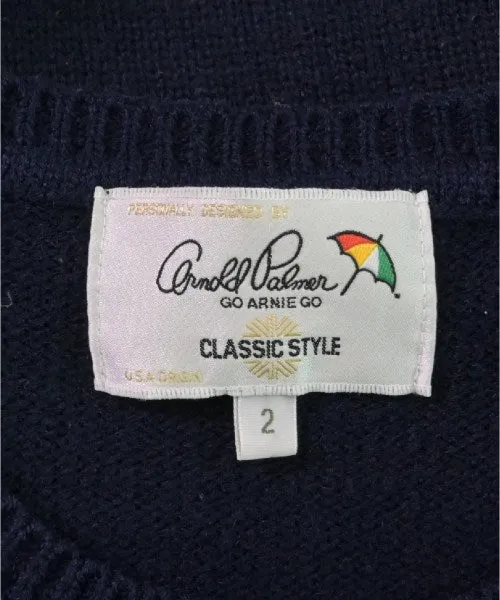 PERSONALLY DESIGNED BY
Arnold Palmer
GO ARNIE GO
CLASSIC STYLE
U.S.A ORIGIN
2